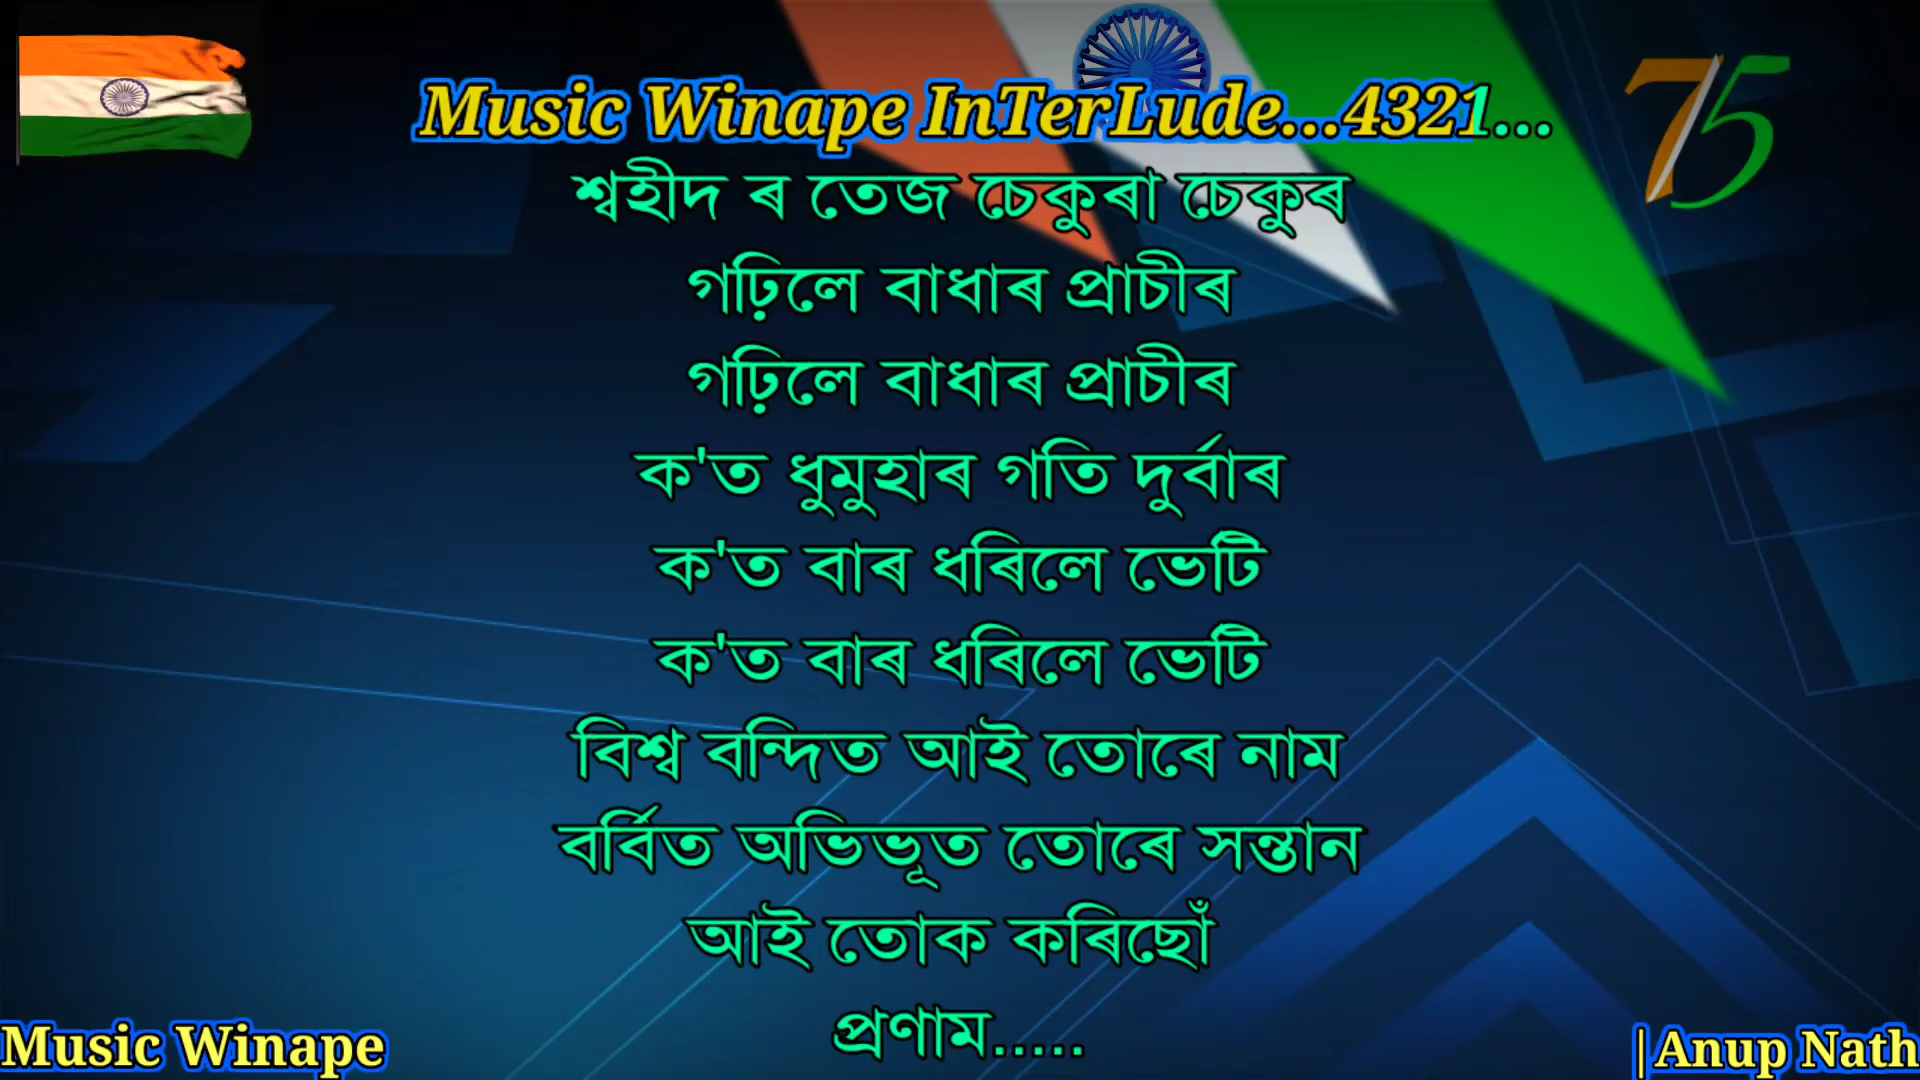 75
Music Winape InTerLude...4321...
শ্বহীদ ৰ তেজ চেকুৰা চেকুৰ
গঢ়িলে বাধাৰ প্ৰাচীৰ
গঢ়িলে বাধাৰ প্ৰাচীৰ
ক'ত ধুমুহাৰ গতি দুৰ্বাৰ
ক'ত বাৰ ধৰিলে ভেটি
ক'ত বাৰ ধৰিলে ভেটি
বিশ্ব বন্দিত আই তোৰে নাম
বৰ্বিত অভিভূত তোৰে সন্তান
আই তোক কৰিছোঁ
প্ৰণাম.....
Music Winape
|Anup Nath